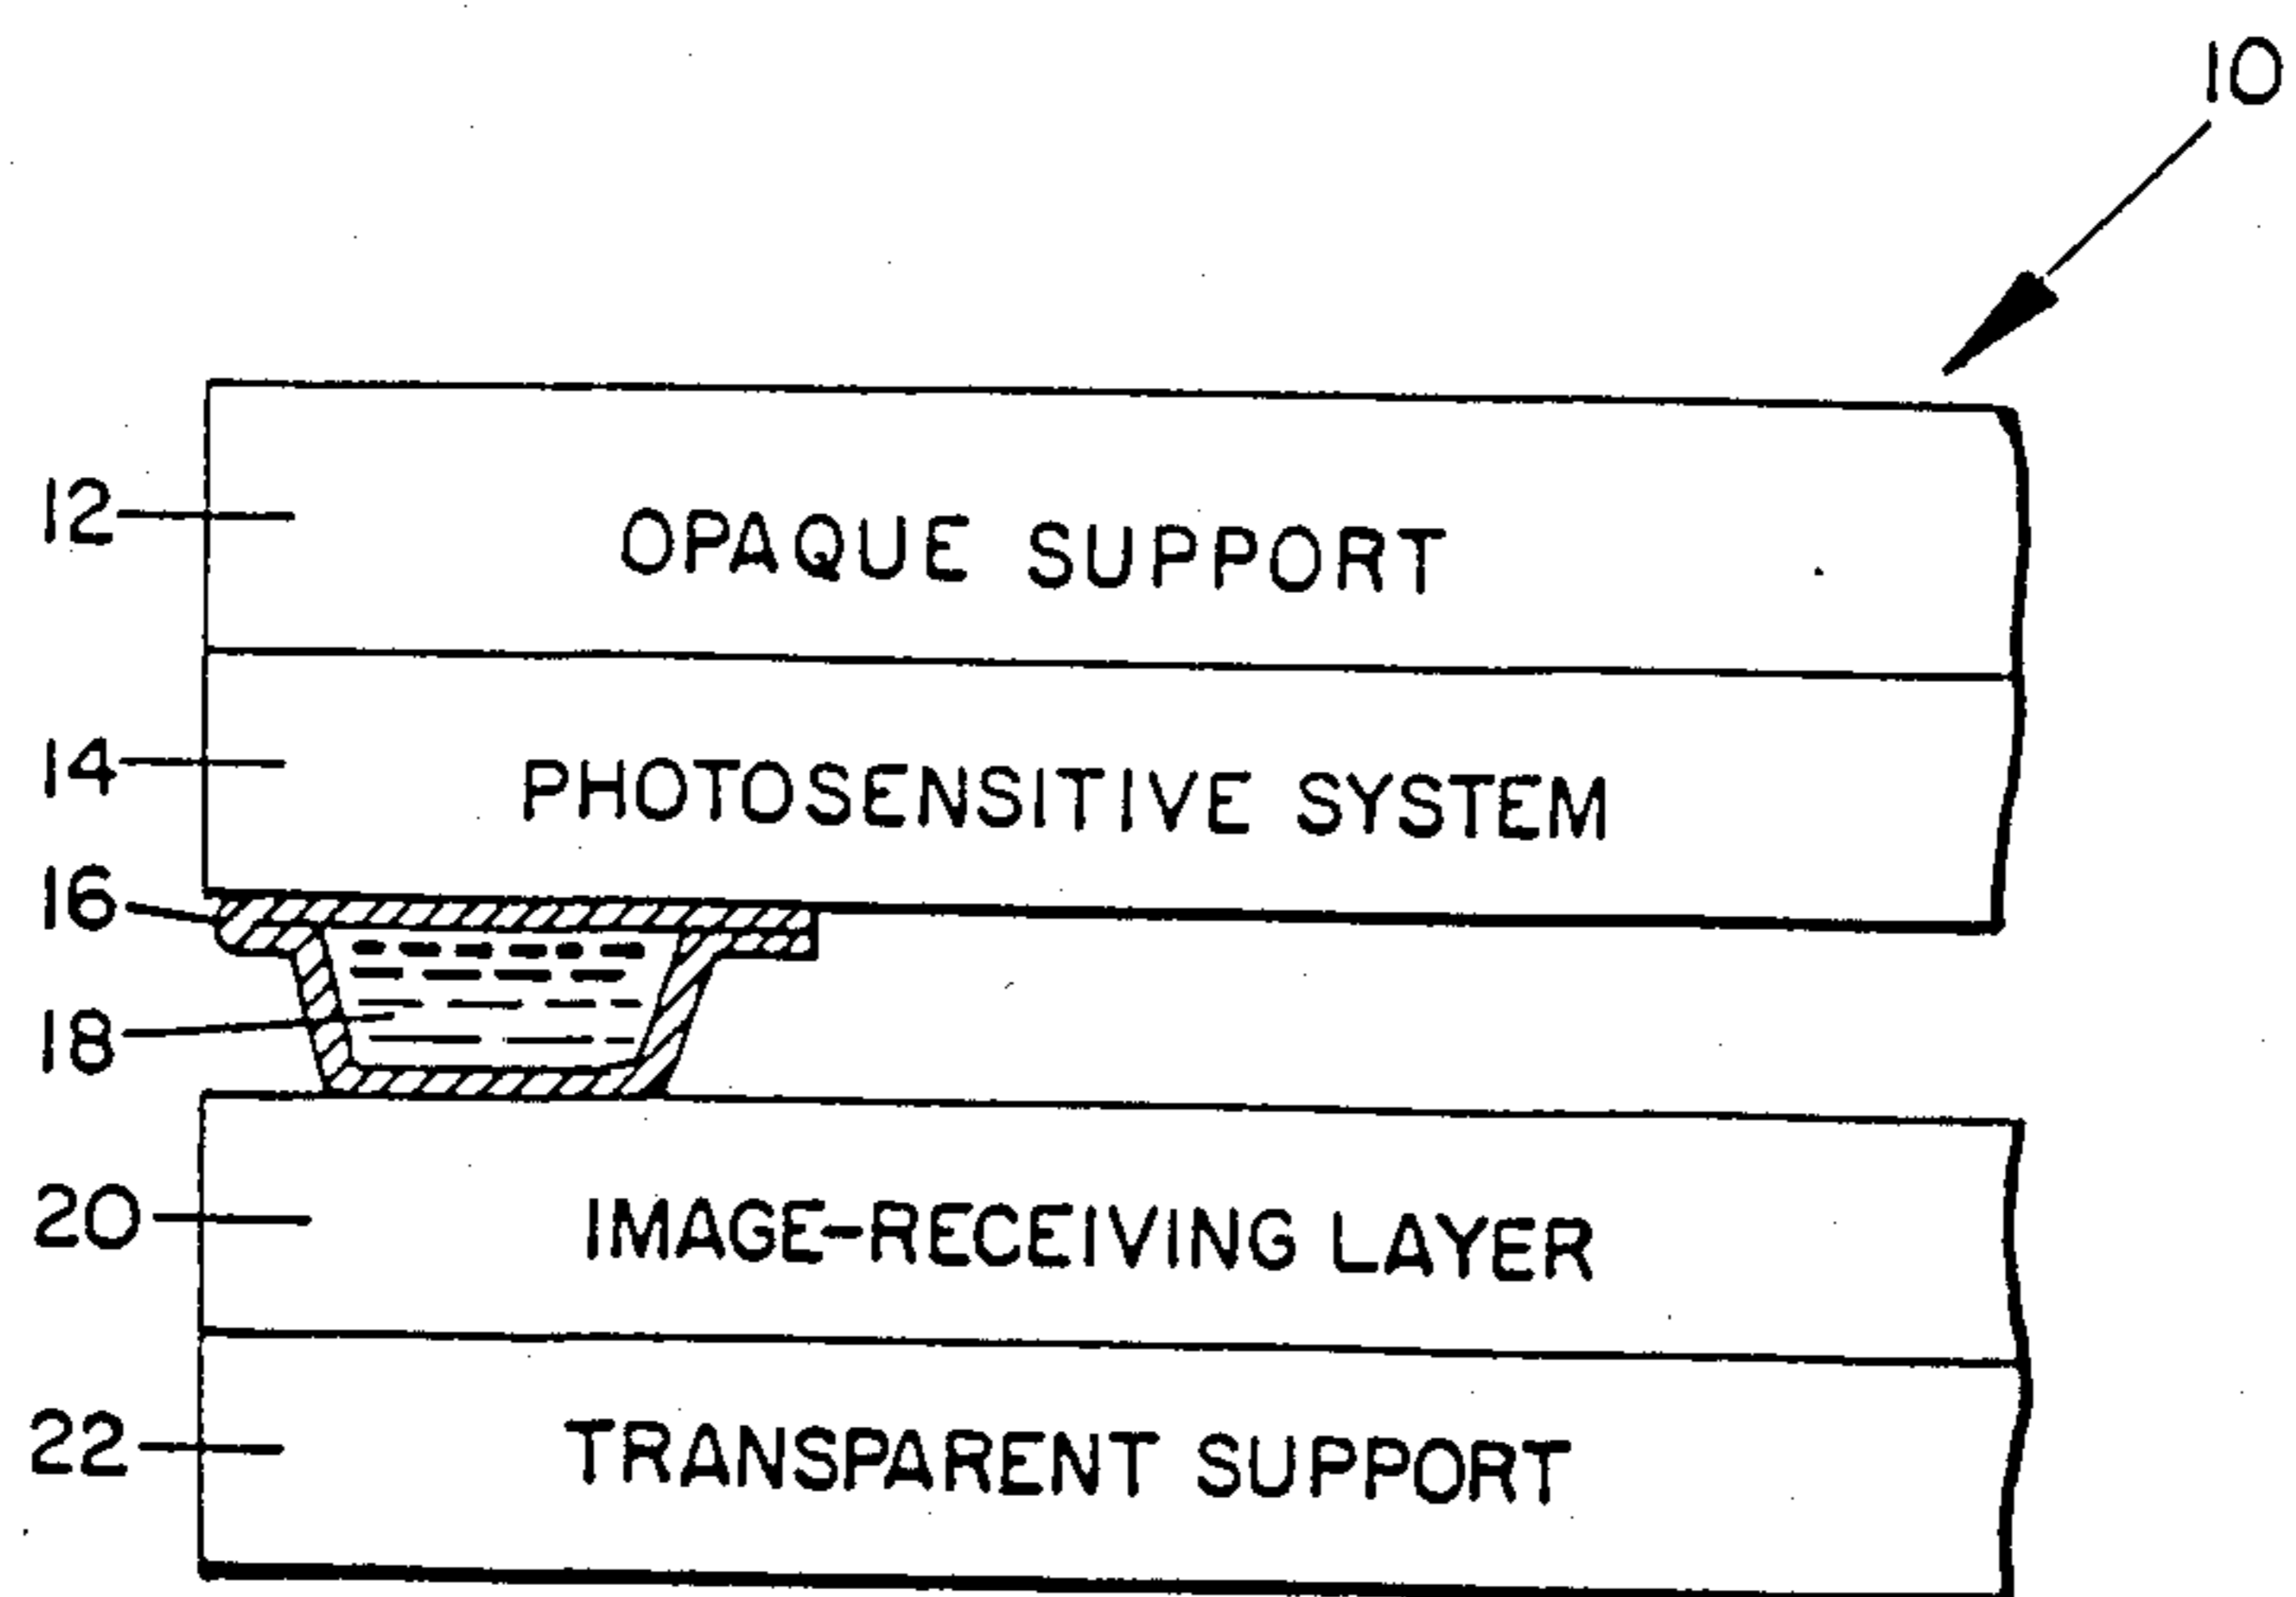 10
12 OPAQUE SUPPORT
14 PHOTOSENSITIVE SYSTEM
16
18
20 IMAGE-RECEIVING LAYER
22 TRANSPARENT SUPPORT